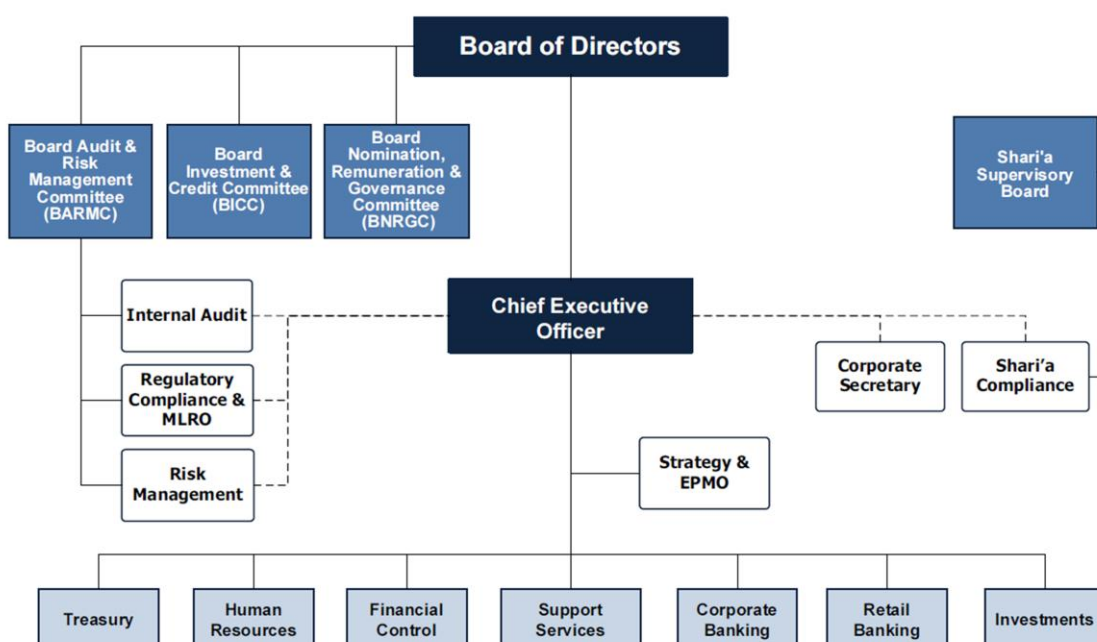 Board of Directors
Board Audit &
Risk
Management
Committee
(BARMC)
Board
Investment &
Credit Committee
(BICC)
Board
Nomination,
Remuneration &
Governance
Committee
(BNRGC)
Shari'a
Supervisory
Board
Internal Audit
Chief Executive
Officer
Regulatory
Compliance &
MLRO
Corporate
Secretary
Shari’a
Compliance
Risk
Management
Strategy &
EPMO
Treasury
Human
Resources
Financial
Control
Support
Services
Corporate
Banking
Retail
Banking
Investments